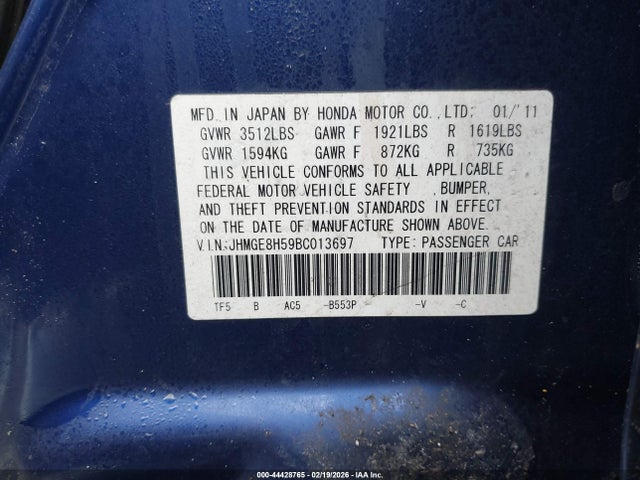 MFD. IN JAPAN BY HONDA MOTOR CO., LTD. 01/'11
GVWR 3512LBS GAWR F 1921LBS R 1619LBS
GVWR 1594KG GAWR F 872KG R 735KG
THIS VEHICLE CONFORMS TO ALL APPLICABLE
FEDERAL MOTOR VEHICLE SAFETY , BUMPER,
AND THEFT PREVENTION STANDARDS IN EFFECT
ON THE DATE OF MANUFACTURE SHOWN ABOVE.
V.I.N:JHMGE8H59BC013697 TYPE: PASSENGER CAR
TF5 B AC5 -B553P -V -C
000-44428765 - 02/19/2026 - IAA Inc.